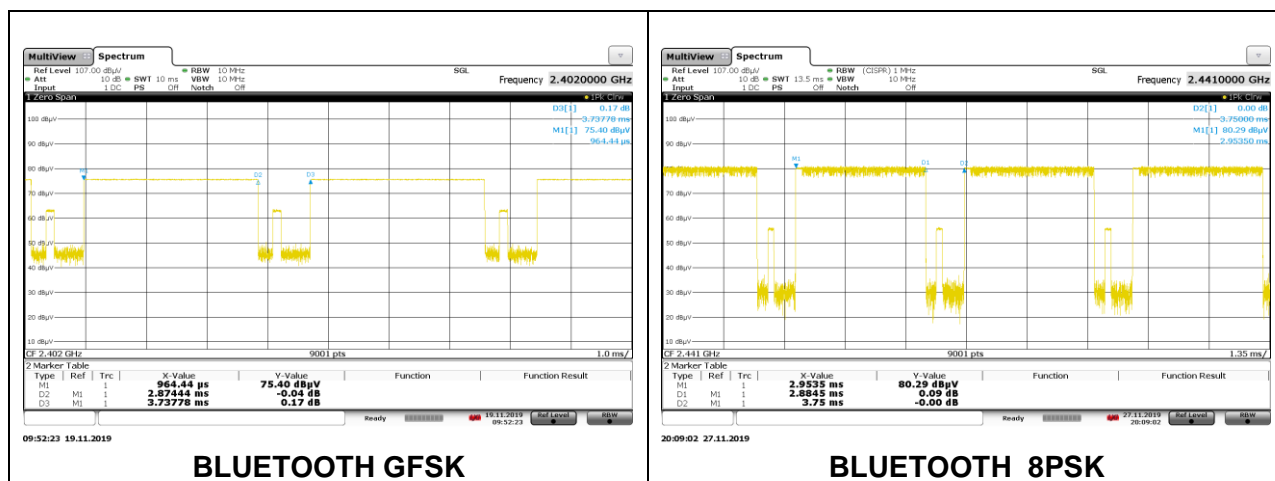 MultiView Spectrum
Ref Level 107.00 dBµV RBW 10 MHz SGL
Att 10 dB SWT 10 ms VBW 10 MHz Frequency 2.4020000 GHz
Input 1 DC PS Off Notch Off
1 Zero Span 1Pk Clrw
D3[1] 0.17 dB
3.73778 ms
M1[1] 75.40 dBµV
964.44 µs
100 dBµV
90 dBµV
80 dBµV
70 dBµV
60 dBµV
50 dBµV
40 dBµV
30 dBµV
20 dBµV
10 dBµV
M1 D2 D3
CF 2.402 GHz 9001 pts 1.0 ms/
2 Marker Table
Type Ref Trc X-Value Y-Value Function Function Result
M1 1 964.44 µs 75.40 dBµV
D2 M1 1 2.87444 ms -0.04 dB
D3 M1 1 3.73778 ms 0.17 dB
Ready 19.11.2019 09:52:23 Ref Level RBW
09:52:23 19.11.2019
BLUETOOTH GFSK
MultiView Spectrum
Ref Level 107.00 dBµV RBW (CISPR) 1 MHz SGL
Att 10 dB SWT 13.5 ms VBW 10 MHz Frequency 2.4410000 GHz
Input 1 DC PS Off Notch Off
1 Zero Span 1Pk Clrw
D2[1] 0.00 dB
3.75000 ms
M1[1] 80.29 dBµV
2.95350 ms
100 dBµV
90 dBµV
80 dBµV
70 dBµV
60 dBµV
50 dBµV
40 dBµV
30 dBµV
20 dBµV
10 dBµV
M1 D1 D2
CF 2.441 GHz 9001 pts 1.35 ms/
2 Marker Table
Type Ref Trc X-Value Y-Value Function Function Result
M1 1 2.9535 ms 80.29 dBµV
D1 M1 1 2.8845 ms 0.09 dB
D2 M1 1 3.75 ms -0.00 dB
Ready 27.11.2019 20:09:02 Ref Level RBW
20:09:02 27.11.2019
BLUETOOTH 8PSK